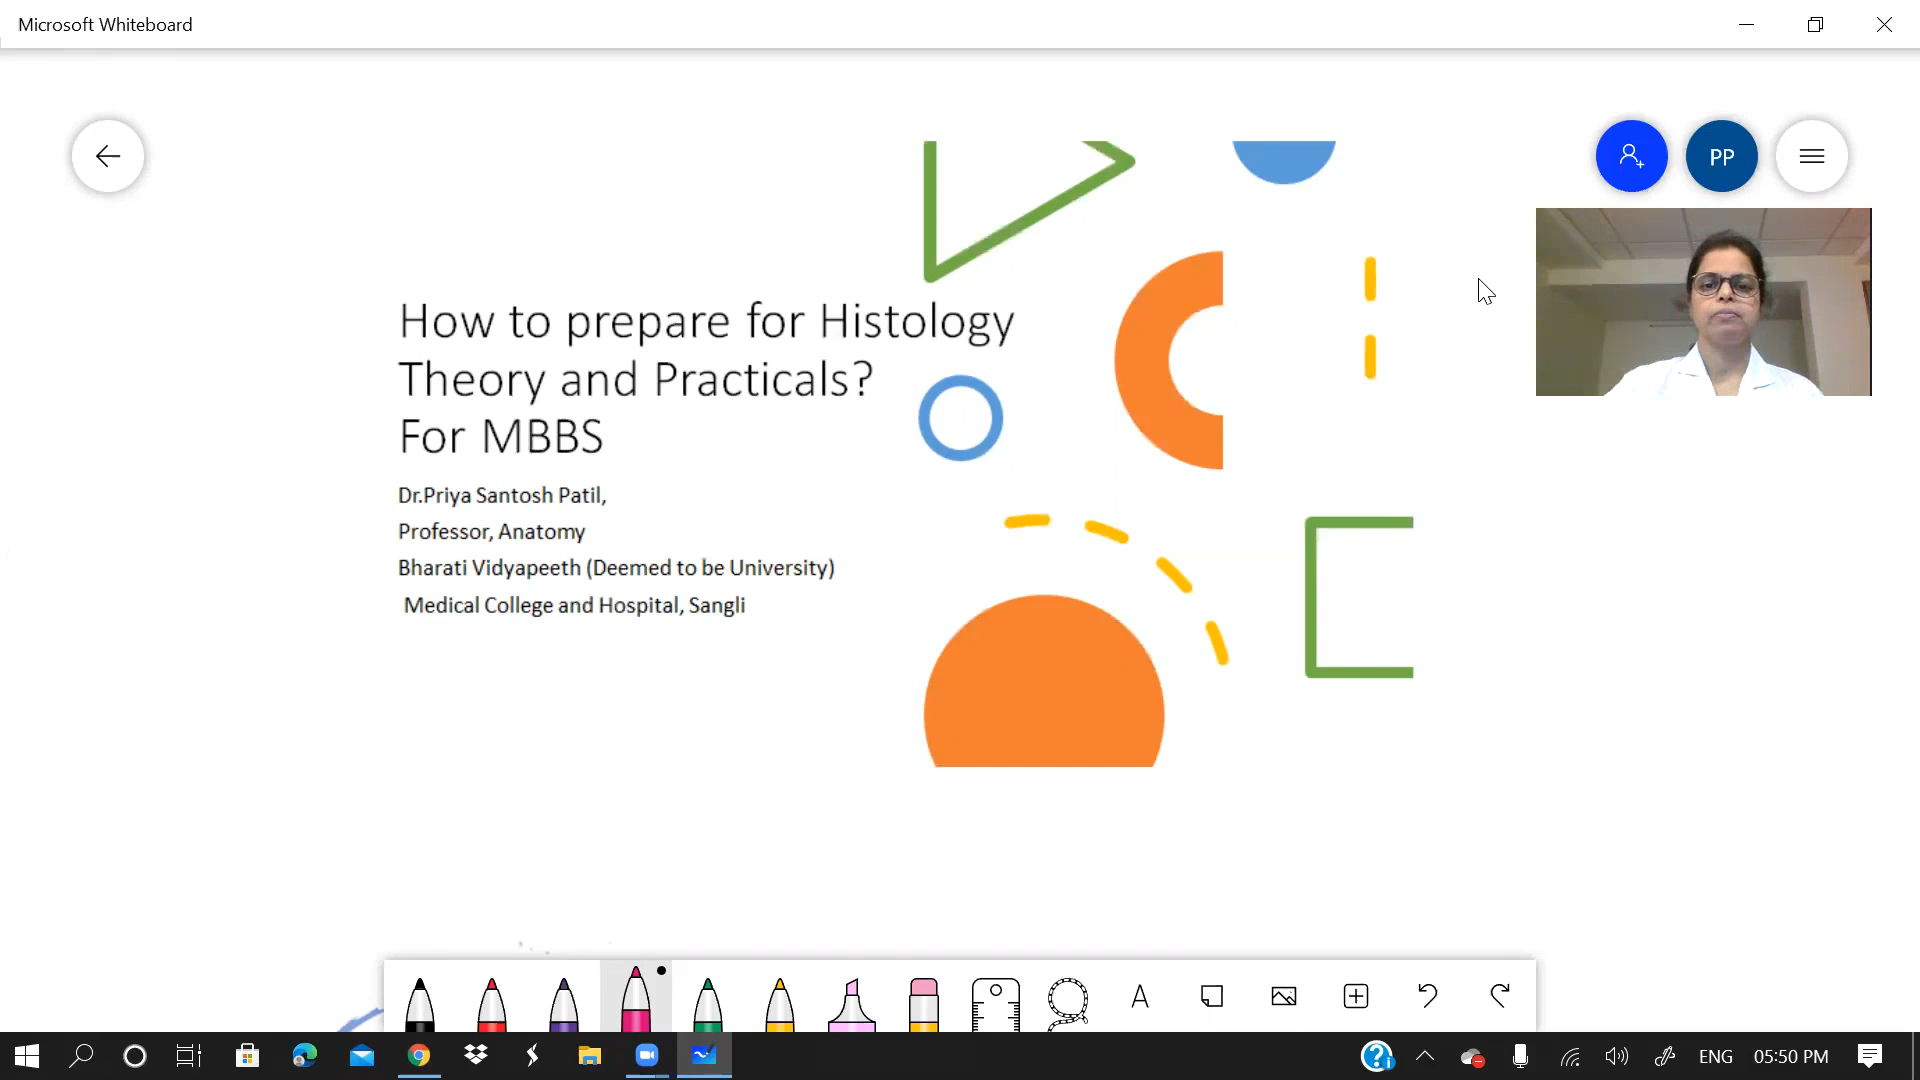 Microsoft Whiteboard
PP
How to prepare for Histology
Theory and Practicals?
For MBBS
Dr.Priya Santosh Patil,
Professor, Anatomy
Bharati Vidyapeeth (Deemed to be University)
Medical College and Hospital, Sangli
A
ENG
05:50 PM